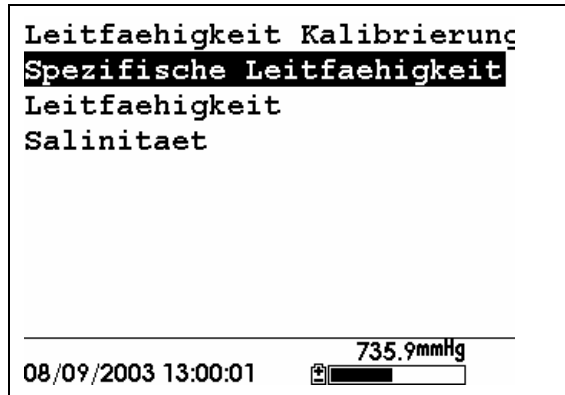 Leitfaehigkeit Kalibrierung
Spezifische Leitfaehigkeit
Leitfaehigkeit
Salinitaet
735.9mmHg
08/09/2003 13:00:01